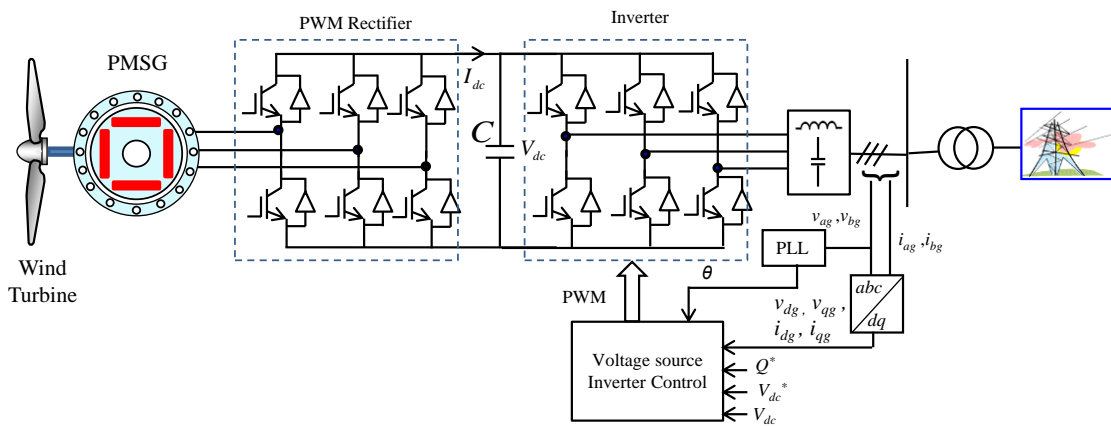 PWM Rectifier
Inverter
PMSG
I_dc
C
V_dc
v_ag ,v_bg
i_ag ,i_bg
PLL
Wind
Turbine
θ
PWM
abc
dq
v_dg , v_qg ,
i_dg , i_qg
Voltage source
Inverter Control
Q*
V_dc*
V_dc